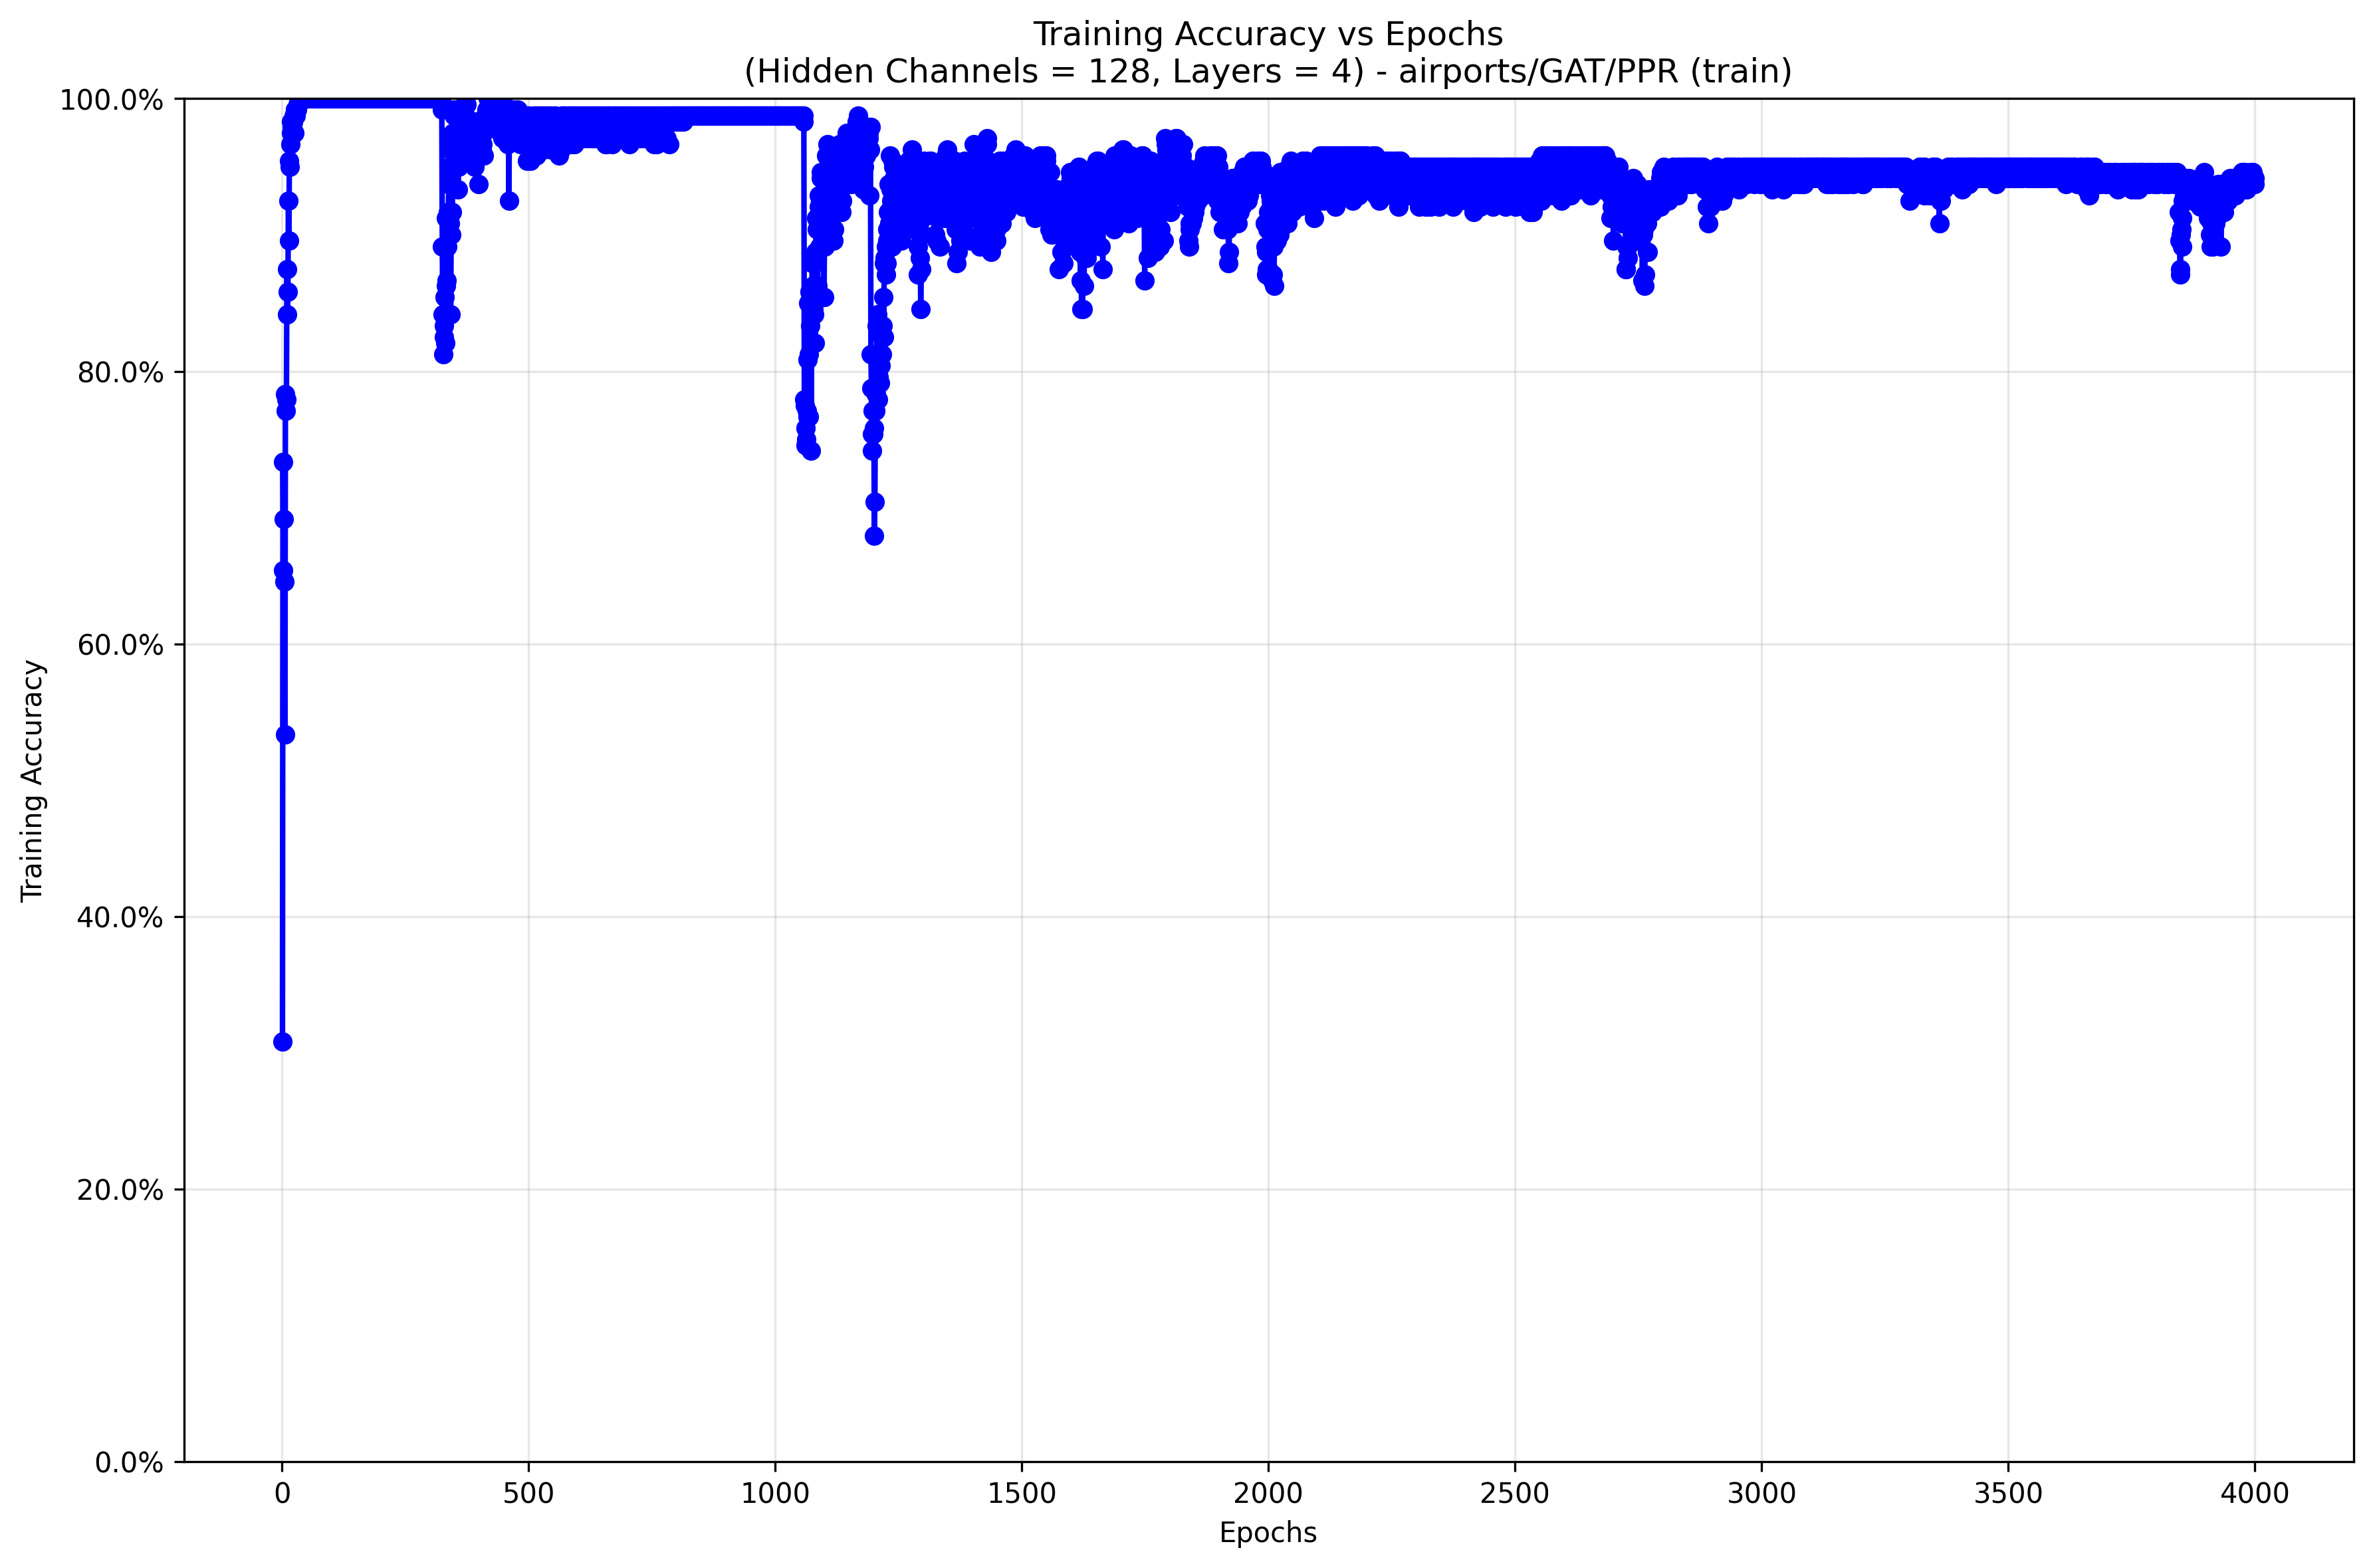 Training Accuracy vs Epochs
(Hidden Channels = 128, Layers = 4) - airports/GAT/PPR (train)
100.0%
80.0%
60.0%
40.0%
20.0%
0.0%
Training Accuracy
0 500 1000 1500 2000 2500 3000 3500 4000
Epochs